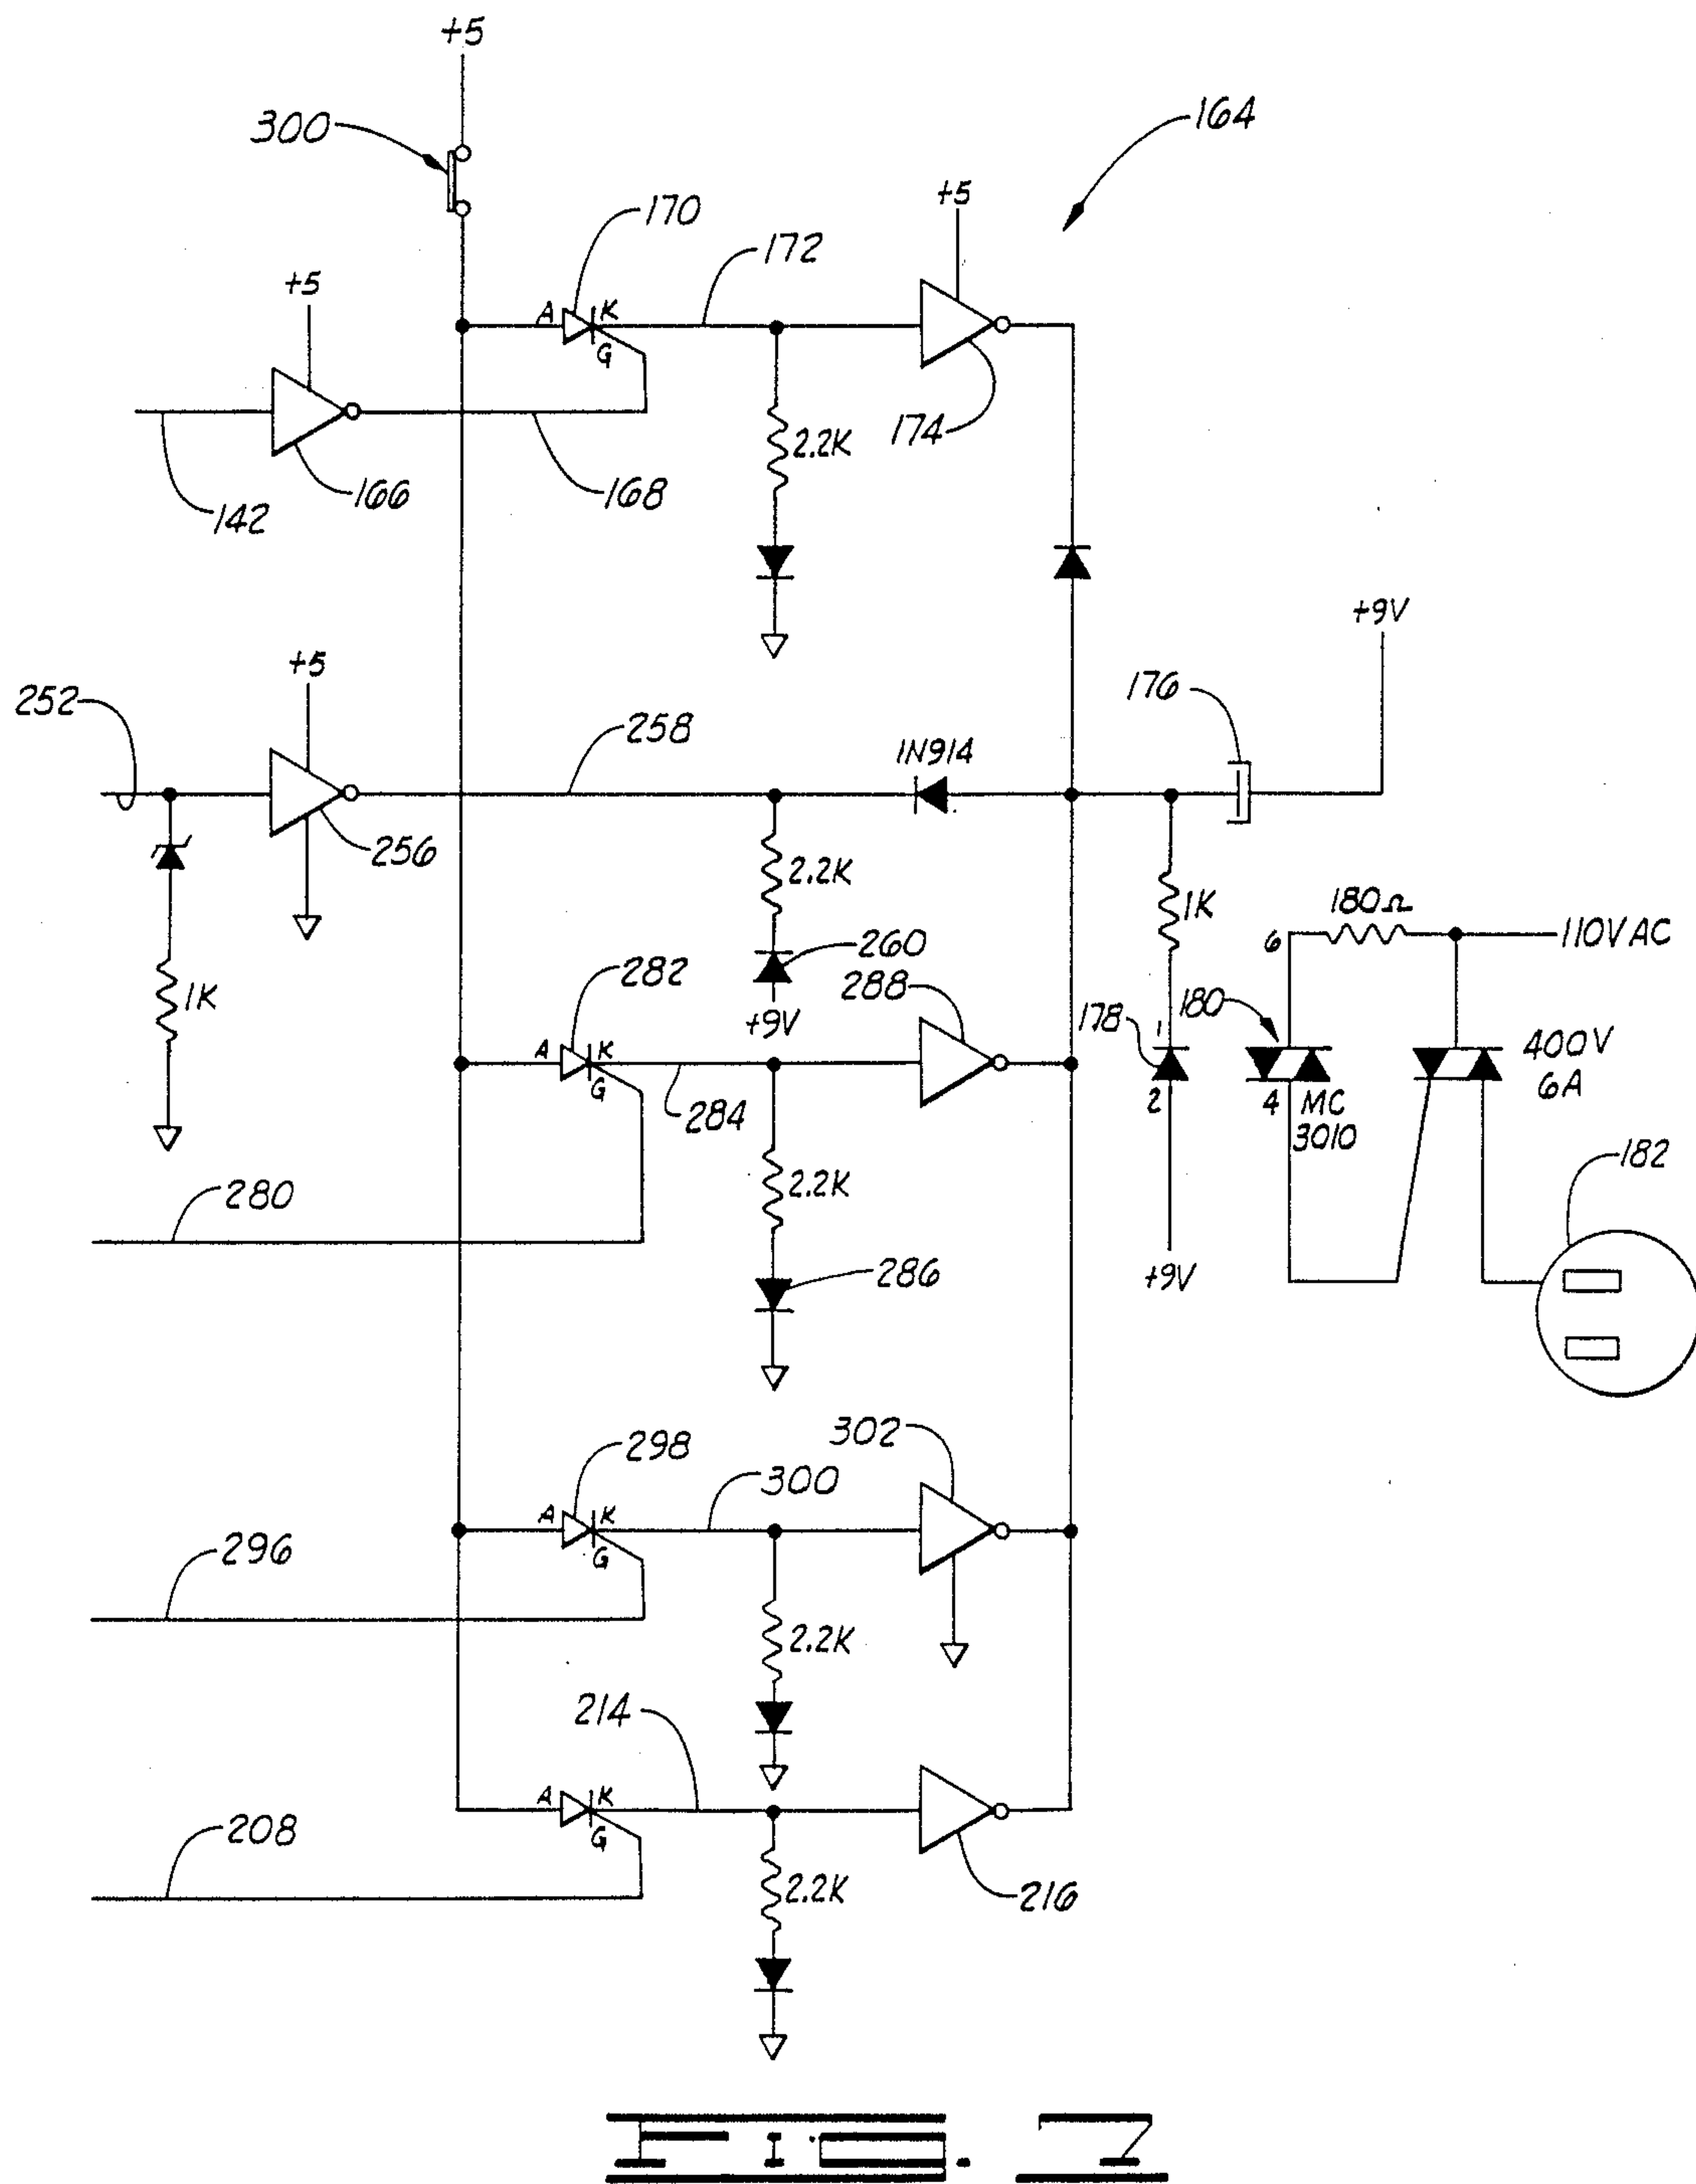 +5
300
164
170
+5
172
+5
A
K
G
174
2.2K
166
168
142
+9V
+5
176
252
258
1N914
256
2.2K
180Ω
1K
6
110VAC
260
282
288
1K
+9V
178
180
1
400V
6A
A
K
G
284
2
4
MC
3010
182
2.2K
280
+9V
286
302
298
300
A
K
G
296
2.2K
214
A
K
G
208
2.2K
216
FIG. 7